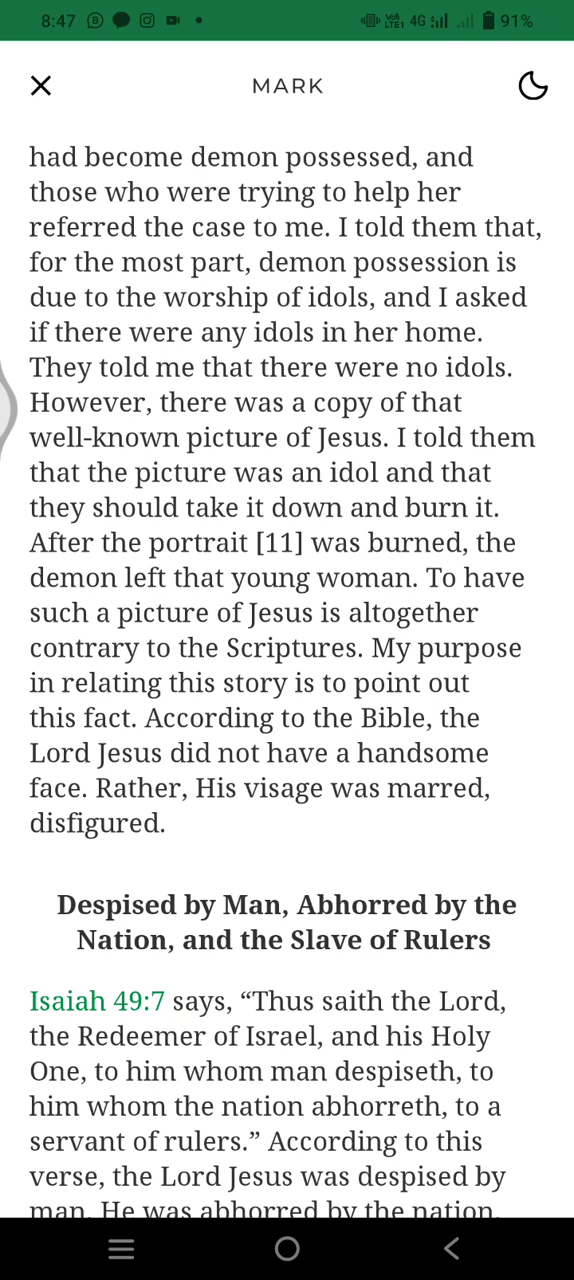 8:47
Vo))
LTE1
4G
91%
MARK
had become demon possessed, and
those who were trying to help her
referred the case to me. I told them that,
for the most part, demon possession is
due to the worship of idols, and I asked
if there were any idols in her home.
They told me that there were no idols.
However, there was a copy of that
well-known picture of Jesus. I told them
that the picture was an idol and that
they should take it down and burn it.
After the portrait [11] was burned, the
demon left that young woman. To have
such a picture of Jesus is altogether
contrary to the Scriptures. My purpose
in relating this story is to point out
this fact. According to the Bible, the
Lord Jesus did not have a handsome
face. Rather, His visage was marred,
disfigured.
Despised by Man, Abhorred by the
Nation, and the Slave of Rulers
Isaiah 49:7 says, “Thus saith the Lord,
the Redeemer of Israel, and his Holy
One, to him whom man despiseth, to
him whom the nation abhorreth, to a
servant of rulers.” According to this
verse, the Lord Jesus was despised by
man. He was abhorred by the nation.